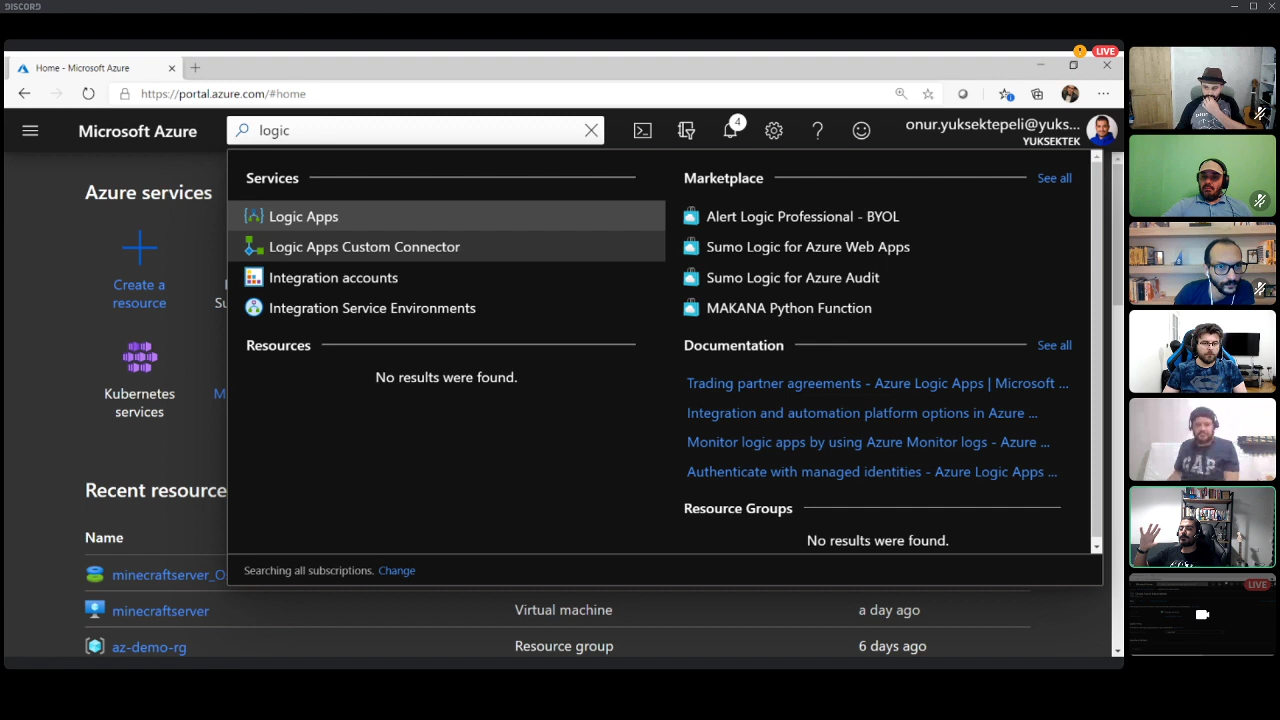 DISCORD
LIVE
Home - Microsoft Azure
https://portal.azure.com/#home
Microsoft Azure
logic
4
onur.yuksektepeli@yuks...
YUKSEKTEK
Azure services
Create a
resource
Su
Kubernetes
services
M
Services
Logic Apps
Logic Apps Custom Connector
Integration accounts
Integration Service Environments
Resources
No results were found.
Marketplace
See all
Alert Logic Professional - BYOL
Sumo Logic for Azure Web Apps
Sumo Logic for Azure Audit
MAKANA Python Function
Documentation
See all
Trading partner agreements - Azure Logic Apps | Microsoft ...
Integration and automation platform options in Azure ...
Monitor logic apps by using Azure Monitor logs - Azure ...
Authenticate with managed identities - Azure Logic Apps ...
Resource Groups
No results were found.
Searching all subscriptions. Change
Recent resource
Name
minecraftserver_O
minecraftserver Virtual machine a day ago
az-demo-rg Resource group 6 days ago
GAP
LIVE